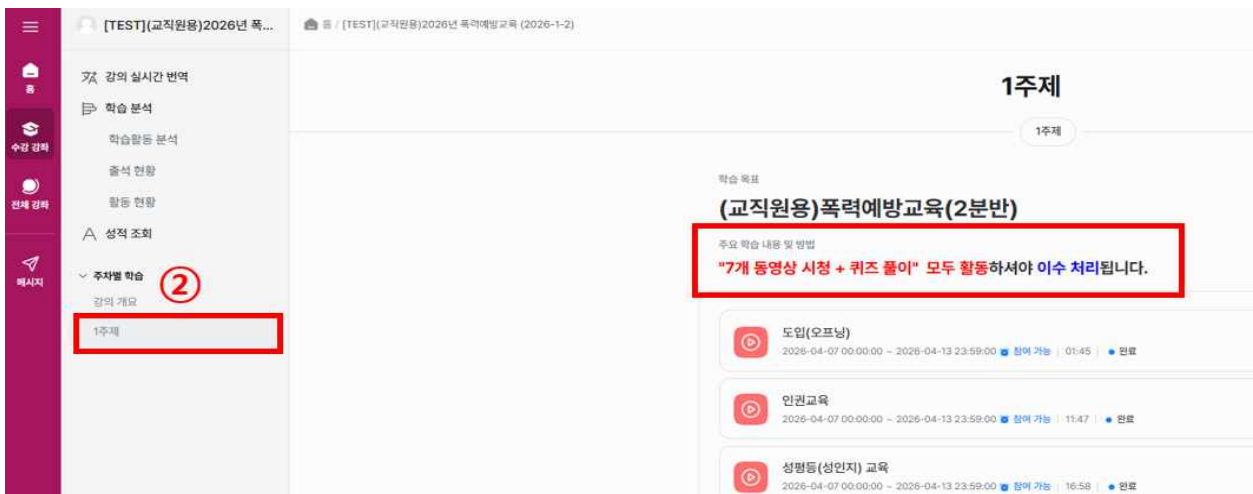 [TEST](교직원용)2026년 폭...
홈 / [TEST](교직원용)2026년 폭력예방교육 (2026-1-2)
홈
수강 강좌
전체 강좌
메시지
강의 실시간 번역
학습 분석
학습활동 분석
출석 현황
활동 현황
성적 조회
주차별 학습
②
강의 개요
1주제
1주제
1주제
학습 목표
(교직원용)폭력예방교육(2분반)
주요 학습 내용 및 방법
"7개 동영상 시청 + 퀴즈 풀이" 모두 활동하셔야 이수 처리됩니다.
도입(오프닝)
2026-04-07 00:00:00 ~ 2026-04-13 23:59:00 참여 가능 | 01:45 | 완료
인권교육
2026-04-07 00:00:00 ~ 2026-04-13 23:59:00 참여 가능 | 11:47 | 완료
성평등(성인지) 교육
2026-04-07 00:00:00 ~ 2026-04-13 23:59:00 참여 가능 | 16:58 | 완료